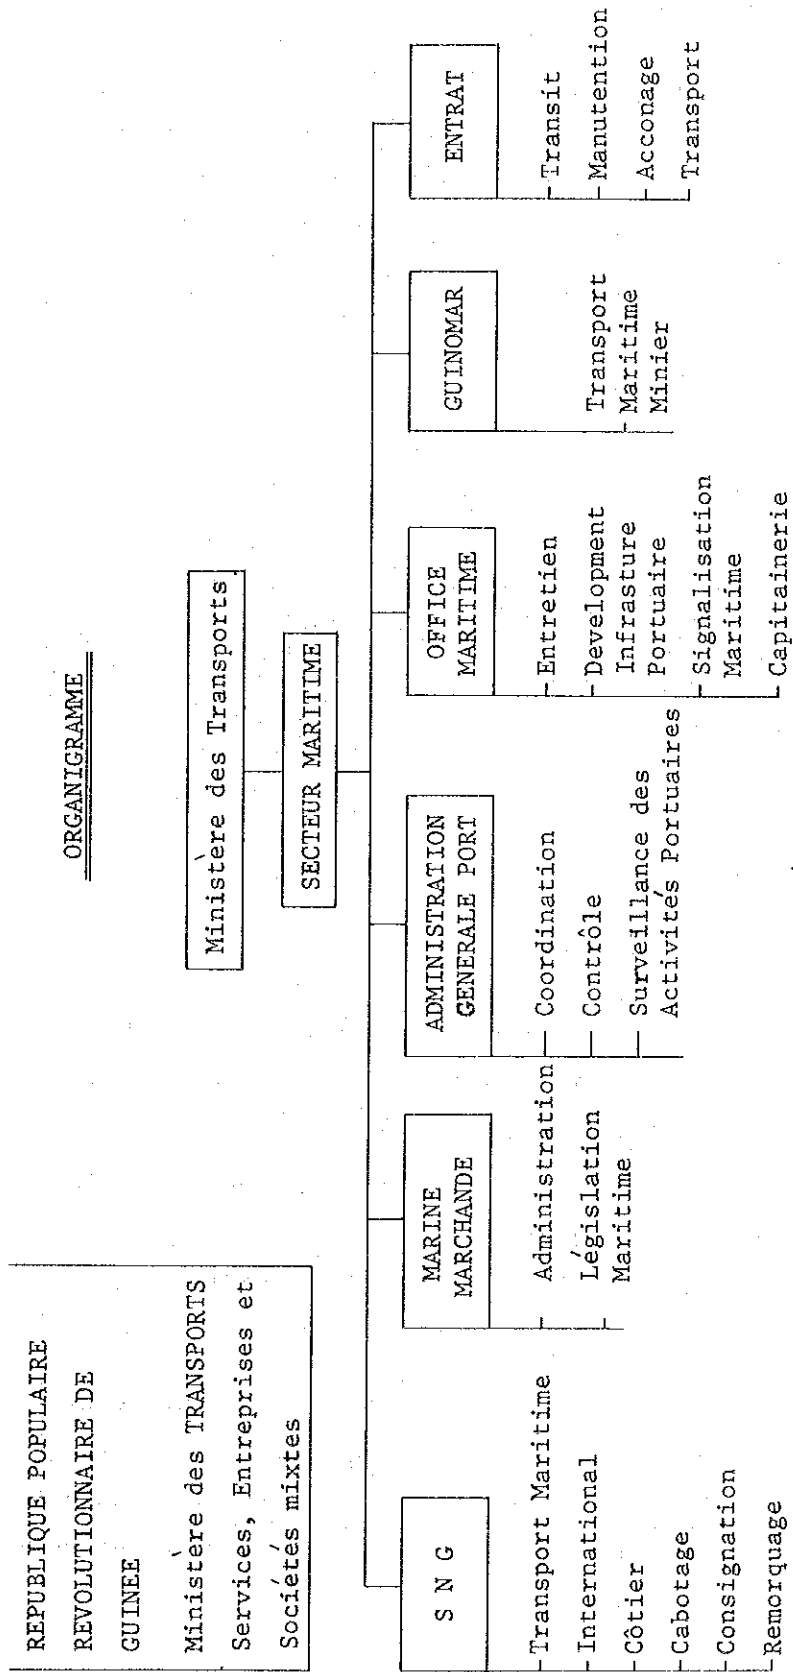 REPUBLIQUE POPULAIRE
REVOLUTIONNAIRE DE
GUINEE
Ministère des TRANSPORTS
Services, Entreprises et
Sociétés mixtes
ORGANIGRAMME
Ministère des Transports
SECTEUR MARITIME
S N G
Transport Maritime
International
Côtier
Cabotage
Consignation
Remorquage
MARINE
MARCHANDE
Administration
Législation
Maritime
ADMINISTRATION
GENERALE PORT
Coordination
Contrôle
Surveillance des
Activités Portuaires
OFFICE
MARITIME
Entretien
Development
Infrasture
Portuaire
Signalisation
Maritime
Capitainerie
GUINOMAR
Transport
Maritime
Minier
ENTRAT
Transit
Manutention
Acconage
Transport